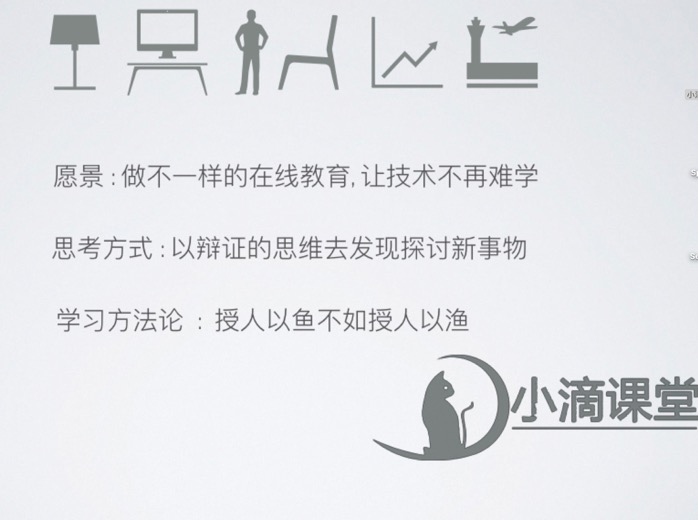 愿景 : 做不一样的在线教育, 让技术不再难学
思考方式 : 以辩证的思维去发现探讨新事物
学习方法论 : 授人以鱼不如授人以渔
小滴课堂